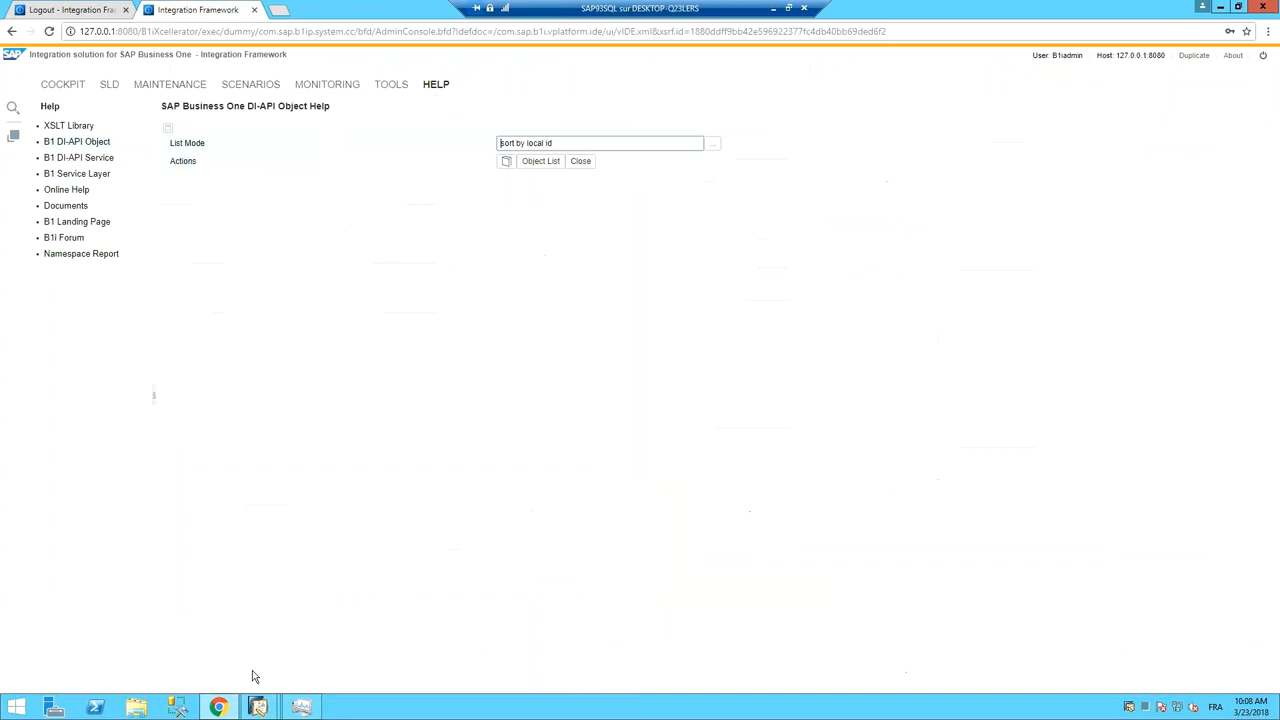 SAP93SQL sur DESKTOP-Q23LERS
Logout - Integration Fra
Integration Framework
127.0.0.1:8080/B1iXcellerator/exec/dummy/com.sap.b1ip.system.cc/bfd/AdminConsole.bfd?!defdoc=/com.sap.b1i.vplatform.ide/ui/vIDE.xml&xsrf.id=1880ddff9bb42e596922377fc4db40bb69ded6f2
SAP
Integration solution for SAP Business One - Integration Framework
User: B1iadmin
Host: 127.0.0.1:8080
Duplicate
About
COCKPIT
SLD
MAINTENANCE
SCENARIOS
MONITORING
TOOLS
HELP
Help
SAP Business One DI-API Object Help
XSLT Library
B1 DI-API Object
List Mode
sort by local id
...
B1 DI-API Service
Actions
Object List
Close
B1 Service Layer
Online Help
Documents
B1 Landing Page
B1i Forum
Namespace Report
FRA
10:08 AM
3/23/2018